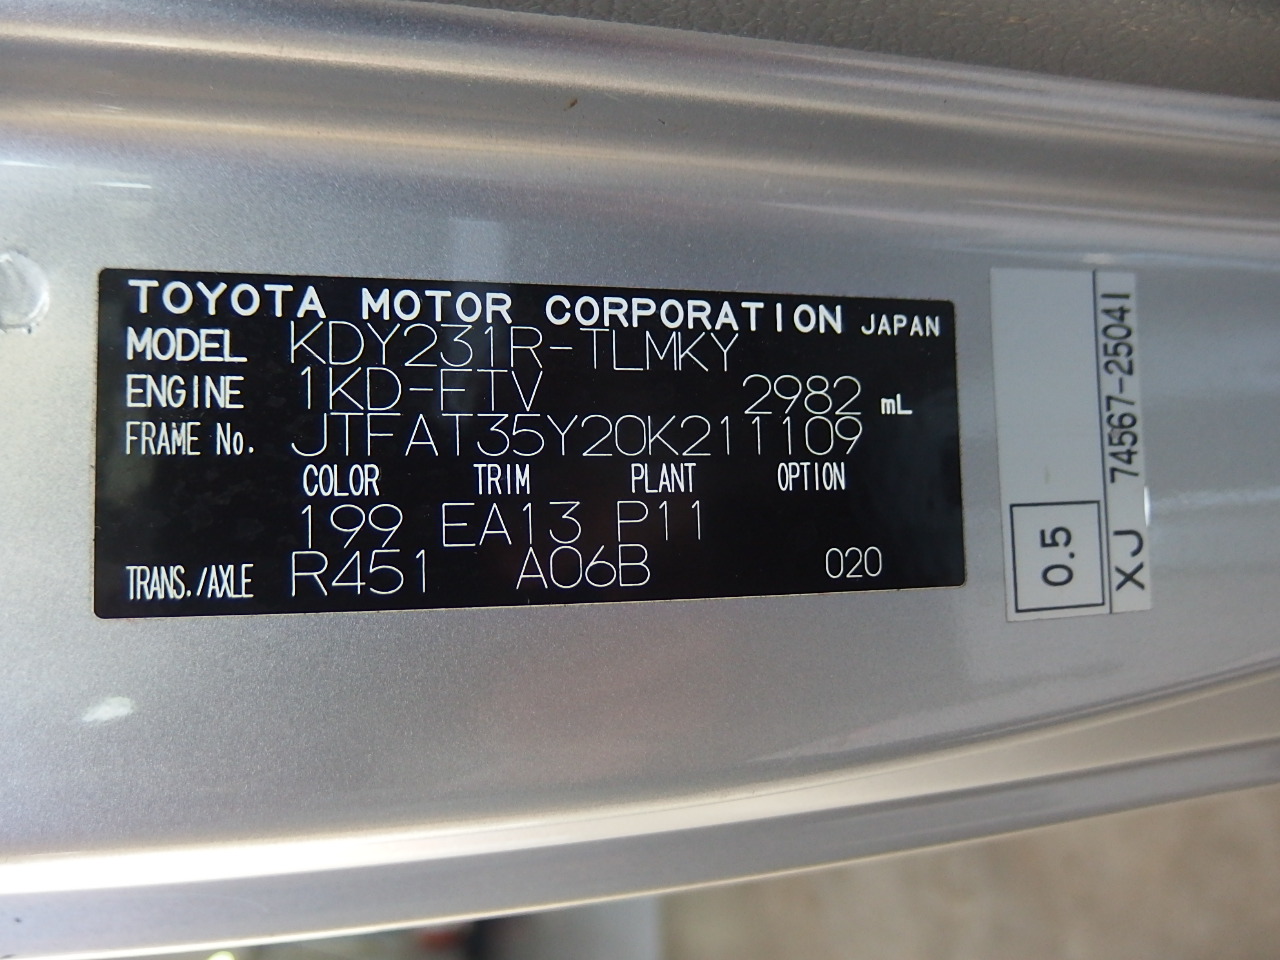 TOYOTA MOTOR CORPORATION JAPAN
MODEL KDY231R-TLMKY
ENGINE 1KD-FTV 2982 mL
FRAME No. JTFAT35Y20K211109
COLOR TRIM PLANT OPTION
199 EA13 P11
TRANS./AXLE R451 A06B 020
0.5
XJ 74567-25041